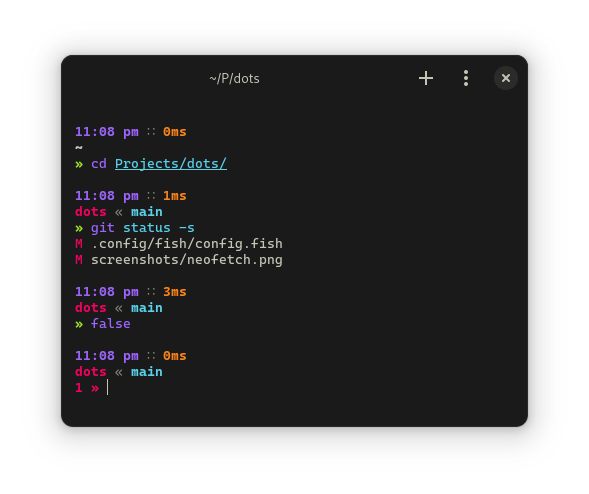 ~/P/dots
11:08 pm :: 0ms
~
» cd Projects/dots/
11:08 pm :: 1ms
dots « main
» git status -s
M .config/fish/config.fish
M screenshots/neofetch.png
11:08 pm :: 3ms
dots « main
» false
11:08 pm :: 0ms
dots « main
1 »